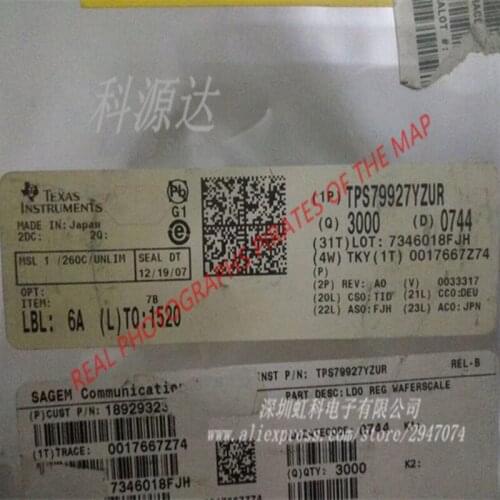 科源达
TEXAS
INSTRUMENTS
MADE IN: Japan
2DC: 2Q:
Pb
G1
e
MSL 1 /260C/UNLIM
SEAL DT
12/19/07
OPT:
ITEM:
7B
LBL: 6A (L)TO:1520
(1P) TPS79927YZUR
(Q) 3000 (D) 0744
(31T)LOT: 7346018FJH
(4W) TKY(1T) 0017667Z74
(P)
(2P) REV: A0 (V) 0033317
(20L) CSO:TID (21L) CCO:DEU
(22L) ASO:FJH (23L) ACO:JPN
REAL PHOTOGRAPHS PIRATES OF THE MAP
SAGEM Communication
(P)CUST P/N: 18929323
(1T)TRACE: 0017667Z74
7346018FJH
INST P/N: TPS79927YZUR REL-B
PART DESC:LDO REG WAFERSCALE
0744
(Q)QTY: 3000 K2:
深圳虹科电子有限公司
www.aliexpress.com/store/2947074